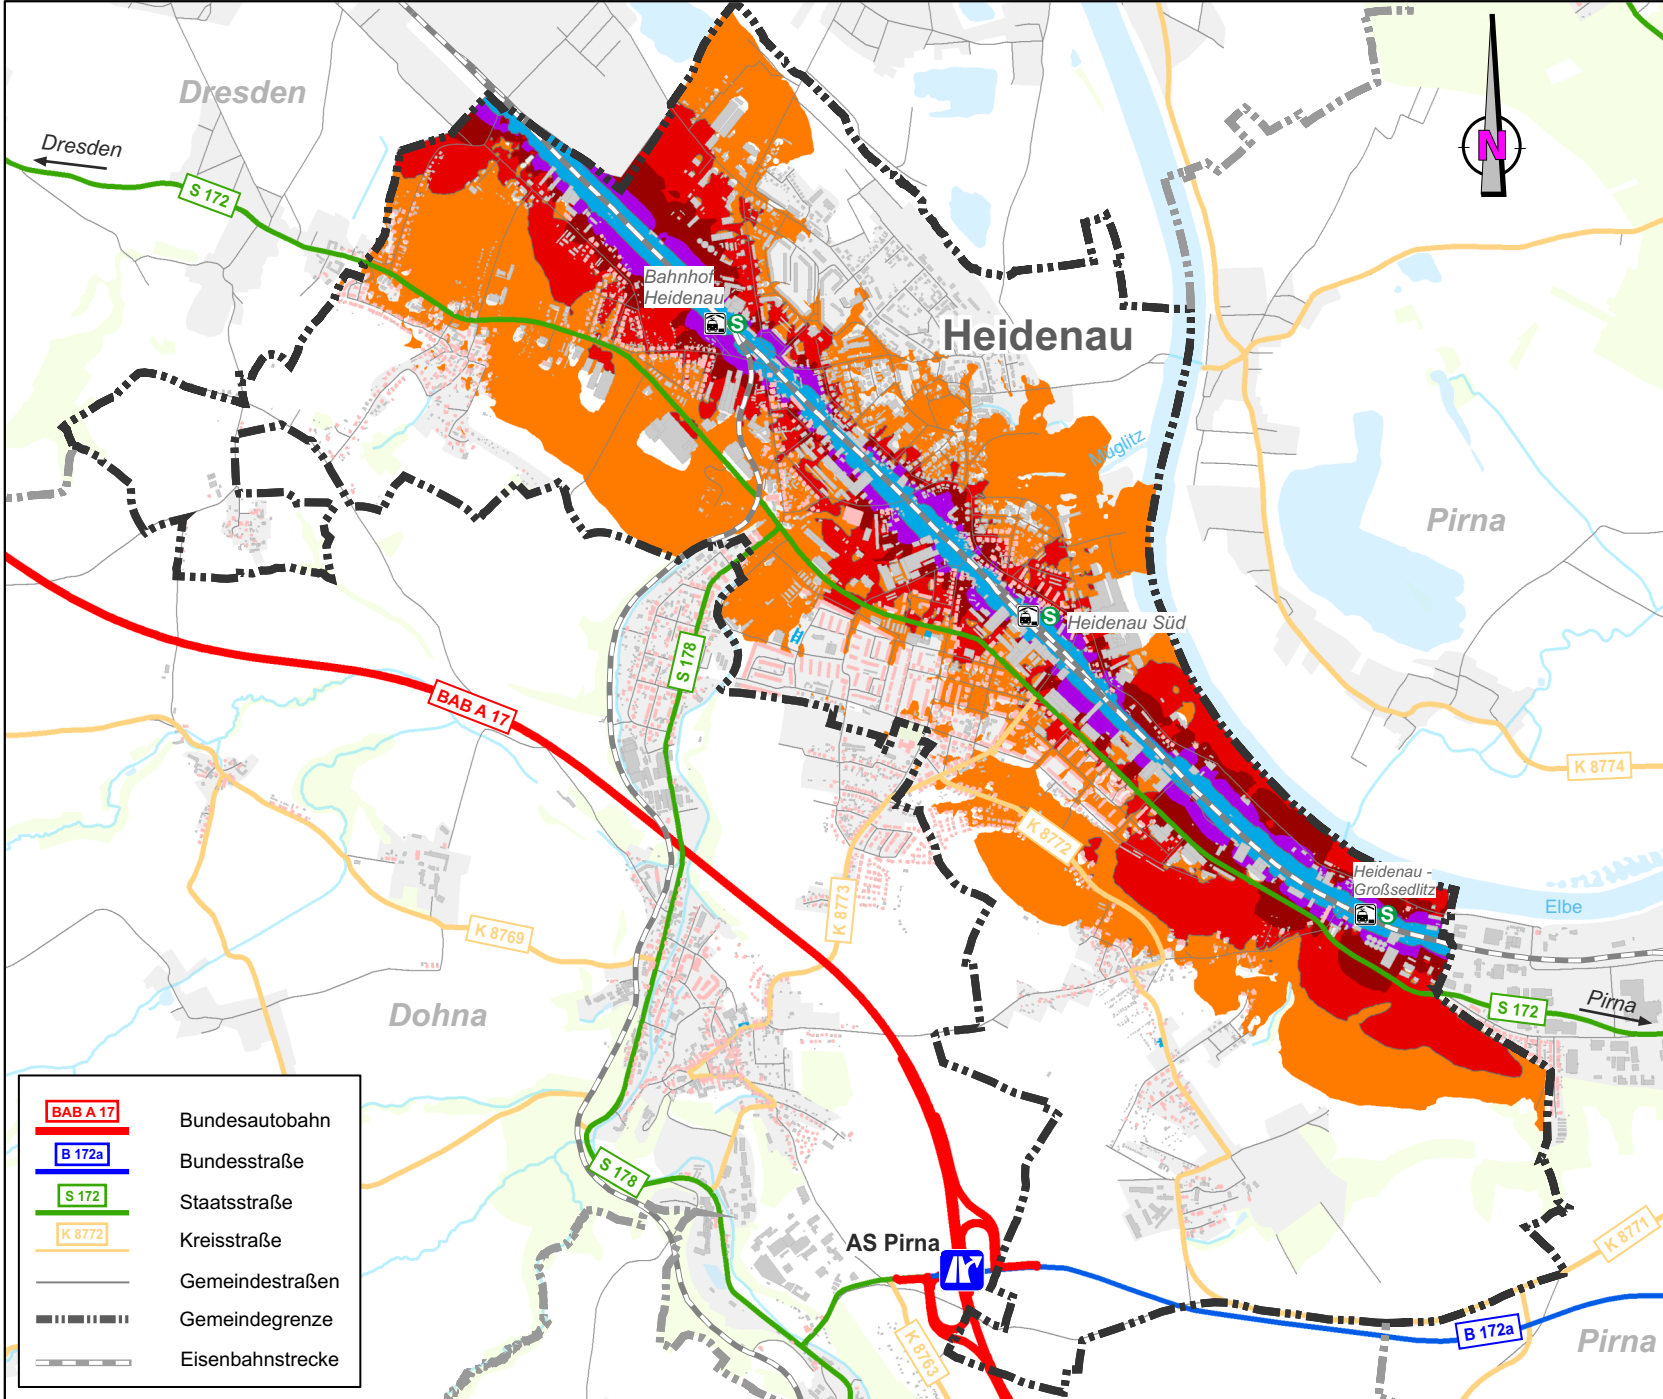 Dresden
Dresden
S 172
N
Bahnhof
Heidenau
S
Heidenau
Müglitz
Pirna
S
Heidenau Süd
S 178
BAB A 17
K 8774
K 8772
Heidenau -
Großsedlitz
S
Elbe
K 8773
K 8769
Dohna
S 172
Pirna
BAB A 17
Bundesautobahn
B 172a
Bundesstraße
S 172
Staatsstraße
K 8772
Kreisstraße
Gemeindestraßen
Gemeindegrenze
Eisenbahnstrecke
S 178
AS Pirna
K 8771
K 8763
B 172a
Pirna